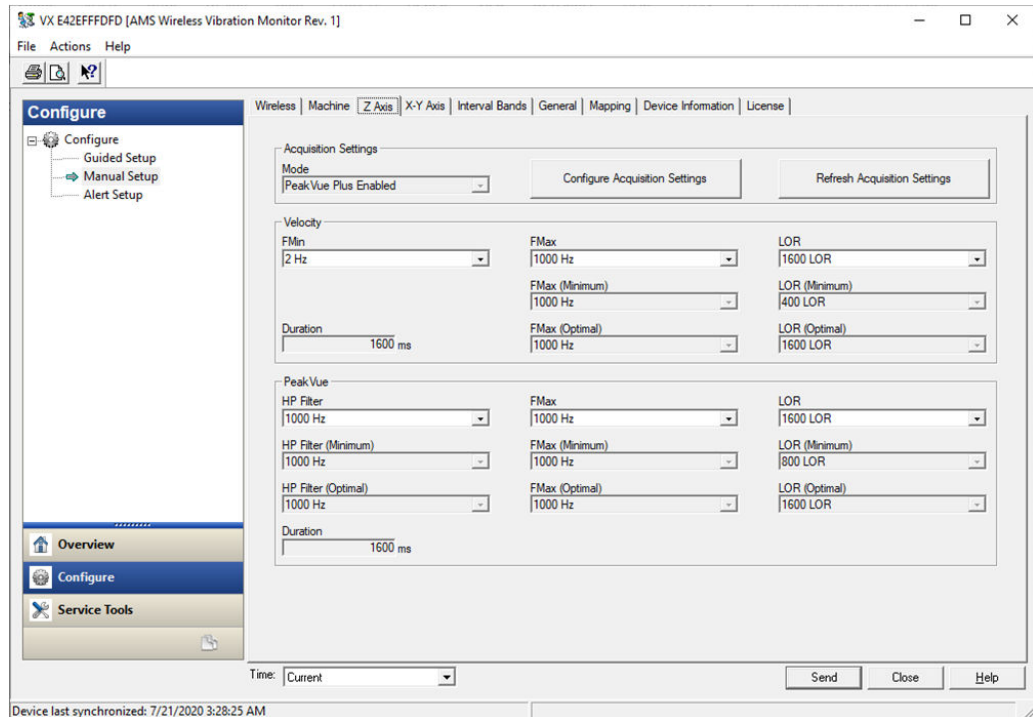 VX E42EFFFDFD [AMS Wireless Vibration Monitor Rev. 1]
File Actions Help
Configure
Configure
Guided Setup
Manual Setup
Alert Setup
Overview
Configure
Service Tools
Wireless Machine Z Axis X-Y Axis Interval Bands General Mapping Device Information License
Acquisition Settings
Mode
PeakVue Plus Enabled
Configure Acquisition Settings
Refresh Acquisition Settings
Velocity
FMin FMax LOR
2 Hz 1000 Hz 1600 LOR
FMax (Minimum) LOR (Minimum)
1000 Hz 400 LOR
Duration FMax (Optimal) LOR (Optimal)
1600 ms 1000 Hz 1600 LOR
PeakVue
HP Filter FMax LOR
1000 Hz 1000 Hz 1600 LOR
HP Filter (Minimum) FMax (Minimum) LOR (Minimum)
1000 Hz 1000 Hz 800 LOR
HP Filter (Optimal) FMax (Optimal) LOR (Optimal)
1000 Hz 1000 Hz 1600 LOR
Duration
1600 ms
Time: Current Send Close Help
Device last synchronized: 7/21/2020 3:28:25 AM